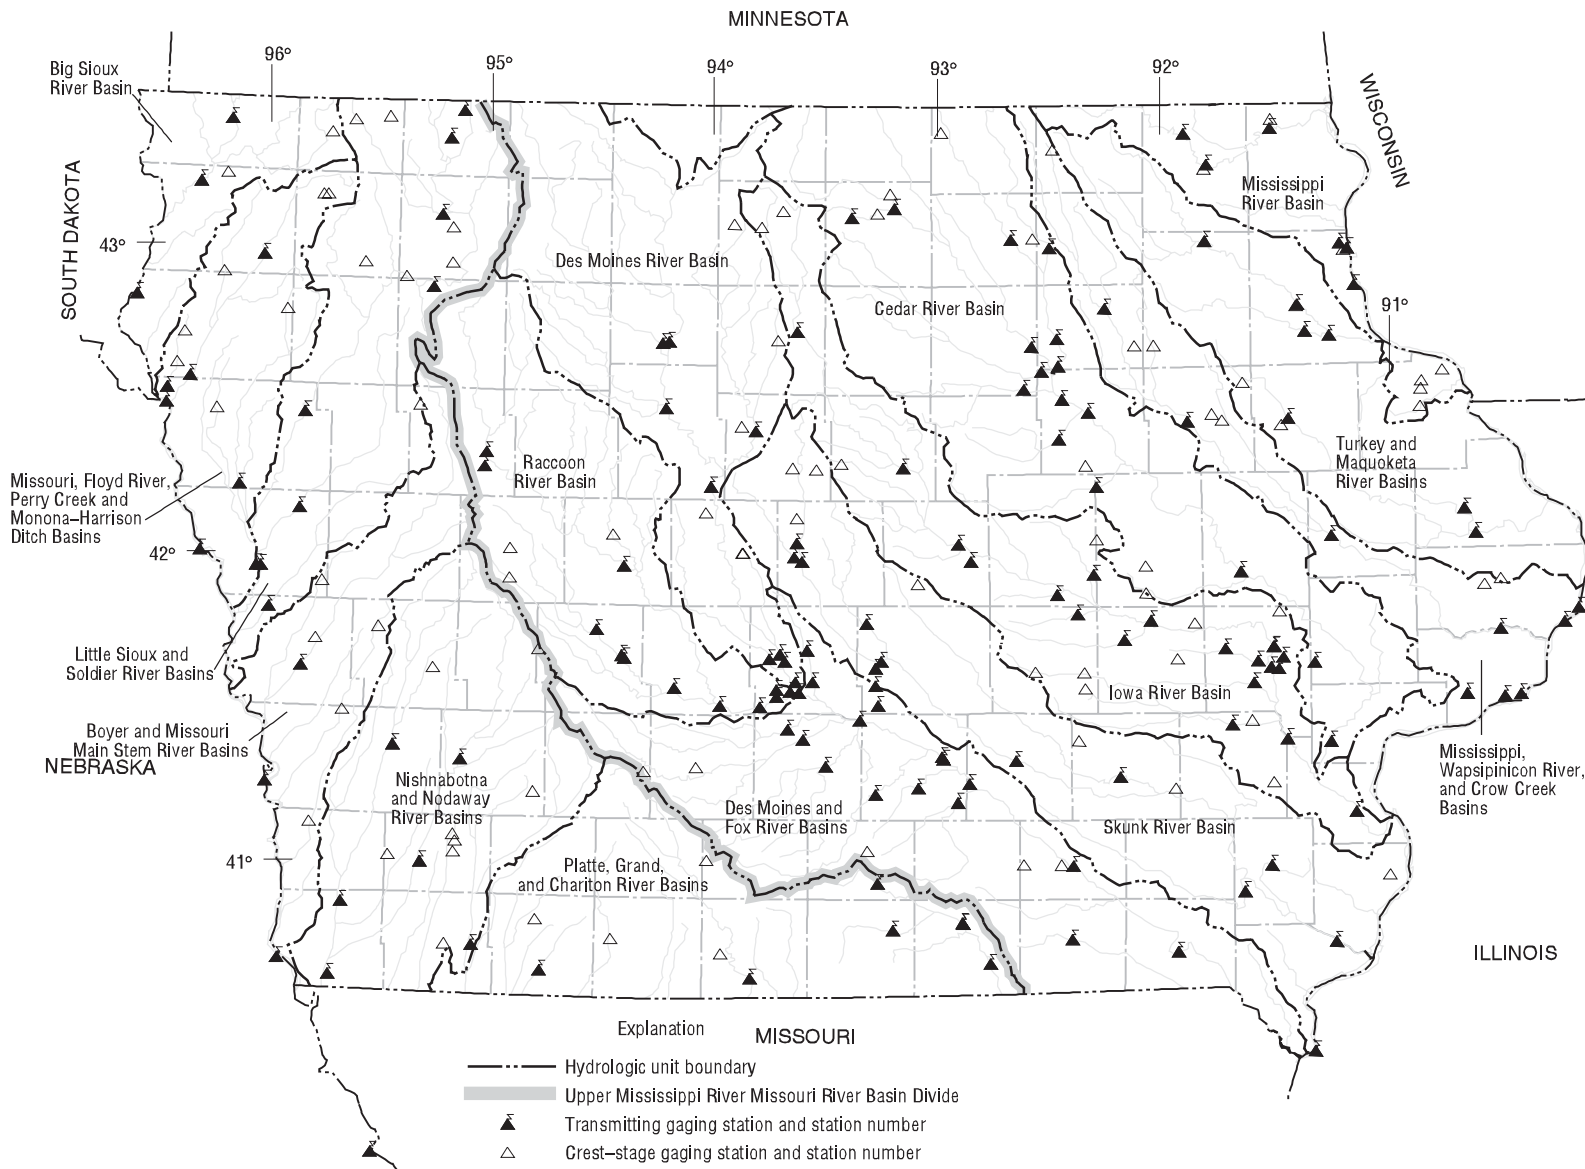 MINNESOTA
96°
95°
94°
93°
92°
Big Sioux
River Basin
WISCONSIN
SOUTH DAKOTA
Mississippi
River Basin
43°
Des Moines River Basin
Cedar River Basin
91°
Turkey and
Maquoketa
River Basins
Raccoon
River Basin
Missouri, Floyd River,
Perry Creek and
Monona–Harrison
Ditch Basins
42°
Little Sioux and
Soldier River Basins
Iowa River Basin
Boyer and Missouri
Main Stem River Basins
NEBRASKA
Mississippi,
Wapsipinicon River,
and Crow Creek
Basins
Nishnabotna
and Nodaway
River Basins
Des Moines and
Fox River Basins
Skunk River Basin
41°
Platte, Grand,
and Chariton River Basins
ILLINOIS
Explanation
MISSOURI
Hydrologic unit boundary
Upper Mississippi River Missouri River Basin Divide
Transmitting gaging station and station number
Crest–stage gaging station and station number